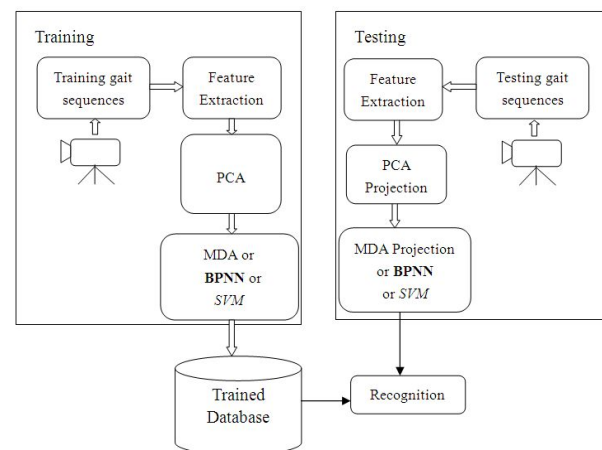 Training
Training gait
sequences
Feature
Extraction
PCA
MDA or
BPNN or
SVM
Trained
Database
Testing
Feature
Extraction
Testing gait
sequences
PCA
Projection
MDA Projection
or BPNN
or SVM
Recognition